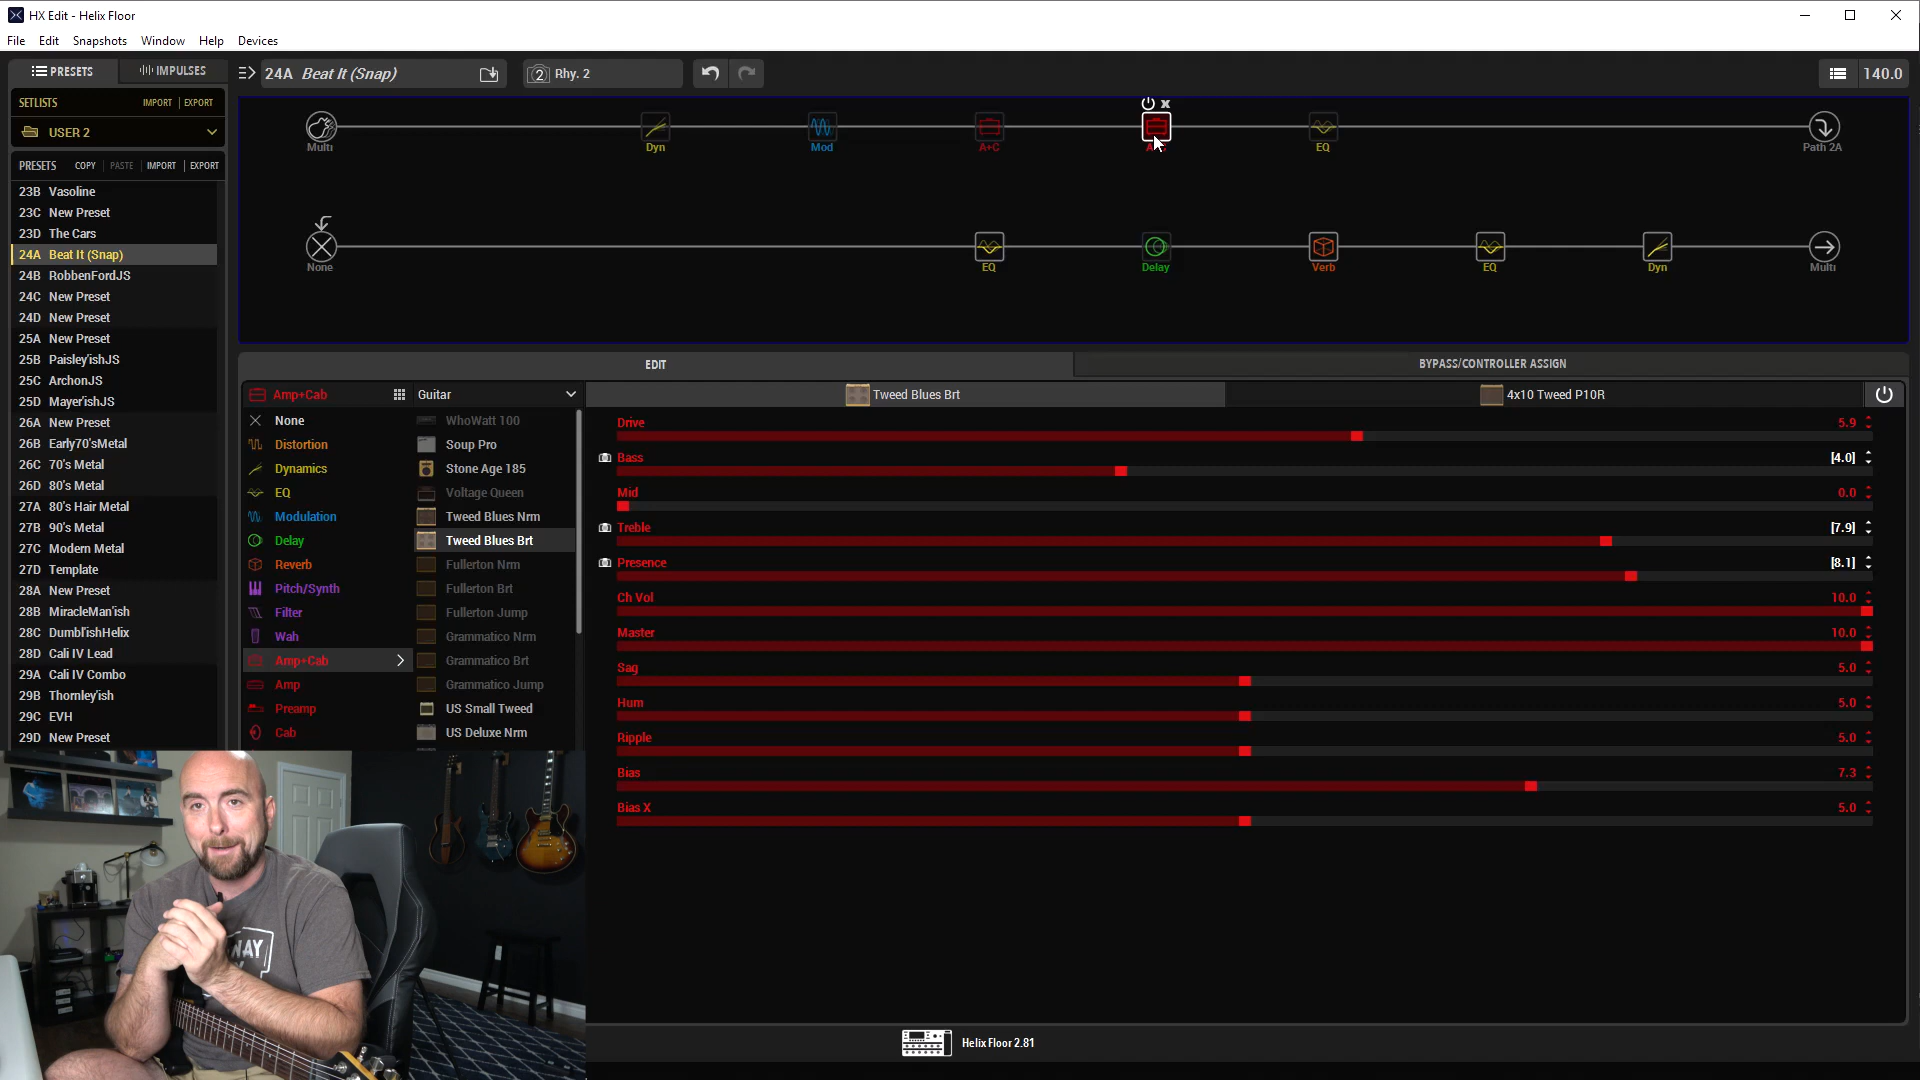 HX Edit - Helix Floor
File Edit Snapshots Window Help Devices
PRESETS IMPULSES
24A Beat It (Snap) 2 Rhy. 2 140.0
SETLISTS IMPORT | EXPORT
USER 2
PRESETS COPY PASTE IMPORT EXPORT
23B Vasoline
23C New Preset
23D The Cars
24A Beat It (Snap)
24B RobbenFordJS
24C New Preset
24D New Preset
25A New Preset
25B Paisley'ishJS
25C ArchonJS
25D Mayer'ishJS
26A New Preset
26B Early70'sMetal
26C 70's Metal
26D 80's Metal
27A 80's Hair Metal
27B 90's Metal
27C Modern Metal
27D Template
28A New Preset
28B MiracleMan'ish
28C Dumbl'ishHelix
28D Cali IV Lead
29A Cali IV Combo
29B Thornley'ish
29C EVH
29D New Preset
Multi Dyn Mod A+C EQ Path 2A
None EQ Delay Verb EQ Dyn Multi
EDIT BYPASS/CONTROLLER ASSIGN
Amp+Cab Guitar
None
Distortion
Dynamics
EQ
Modulation
Delay
Reverb
Pitch/Synth
Filter
Wah
Amp+Cab
Amp
Preamp
Cab
WhoWatt 100
Soup Pro
Stone Age 185
Voltage Queen
Tweed Blues Nrm
Tweed Blues Brt
Fullerton Nrm
Fullerton Brt
Fullerton Jump
Grammatico Nrm
Grammatico Brt
Grammatico Jump
US Small Tweed
US Deluxe Nrm
Tweed Blues Brt 4x10 Tweed P10R
Drive 5.9
Bass [4.0]
Mid 0.0
Treble [7.9]
Presence [8.1]
Ch Vol 10.0
Master 10.0
Sag 5.0
Hum 5.0
Ripple 5.0
Bias 7.3
Bias X 5.0
Helix Floor 2.81